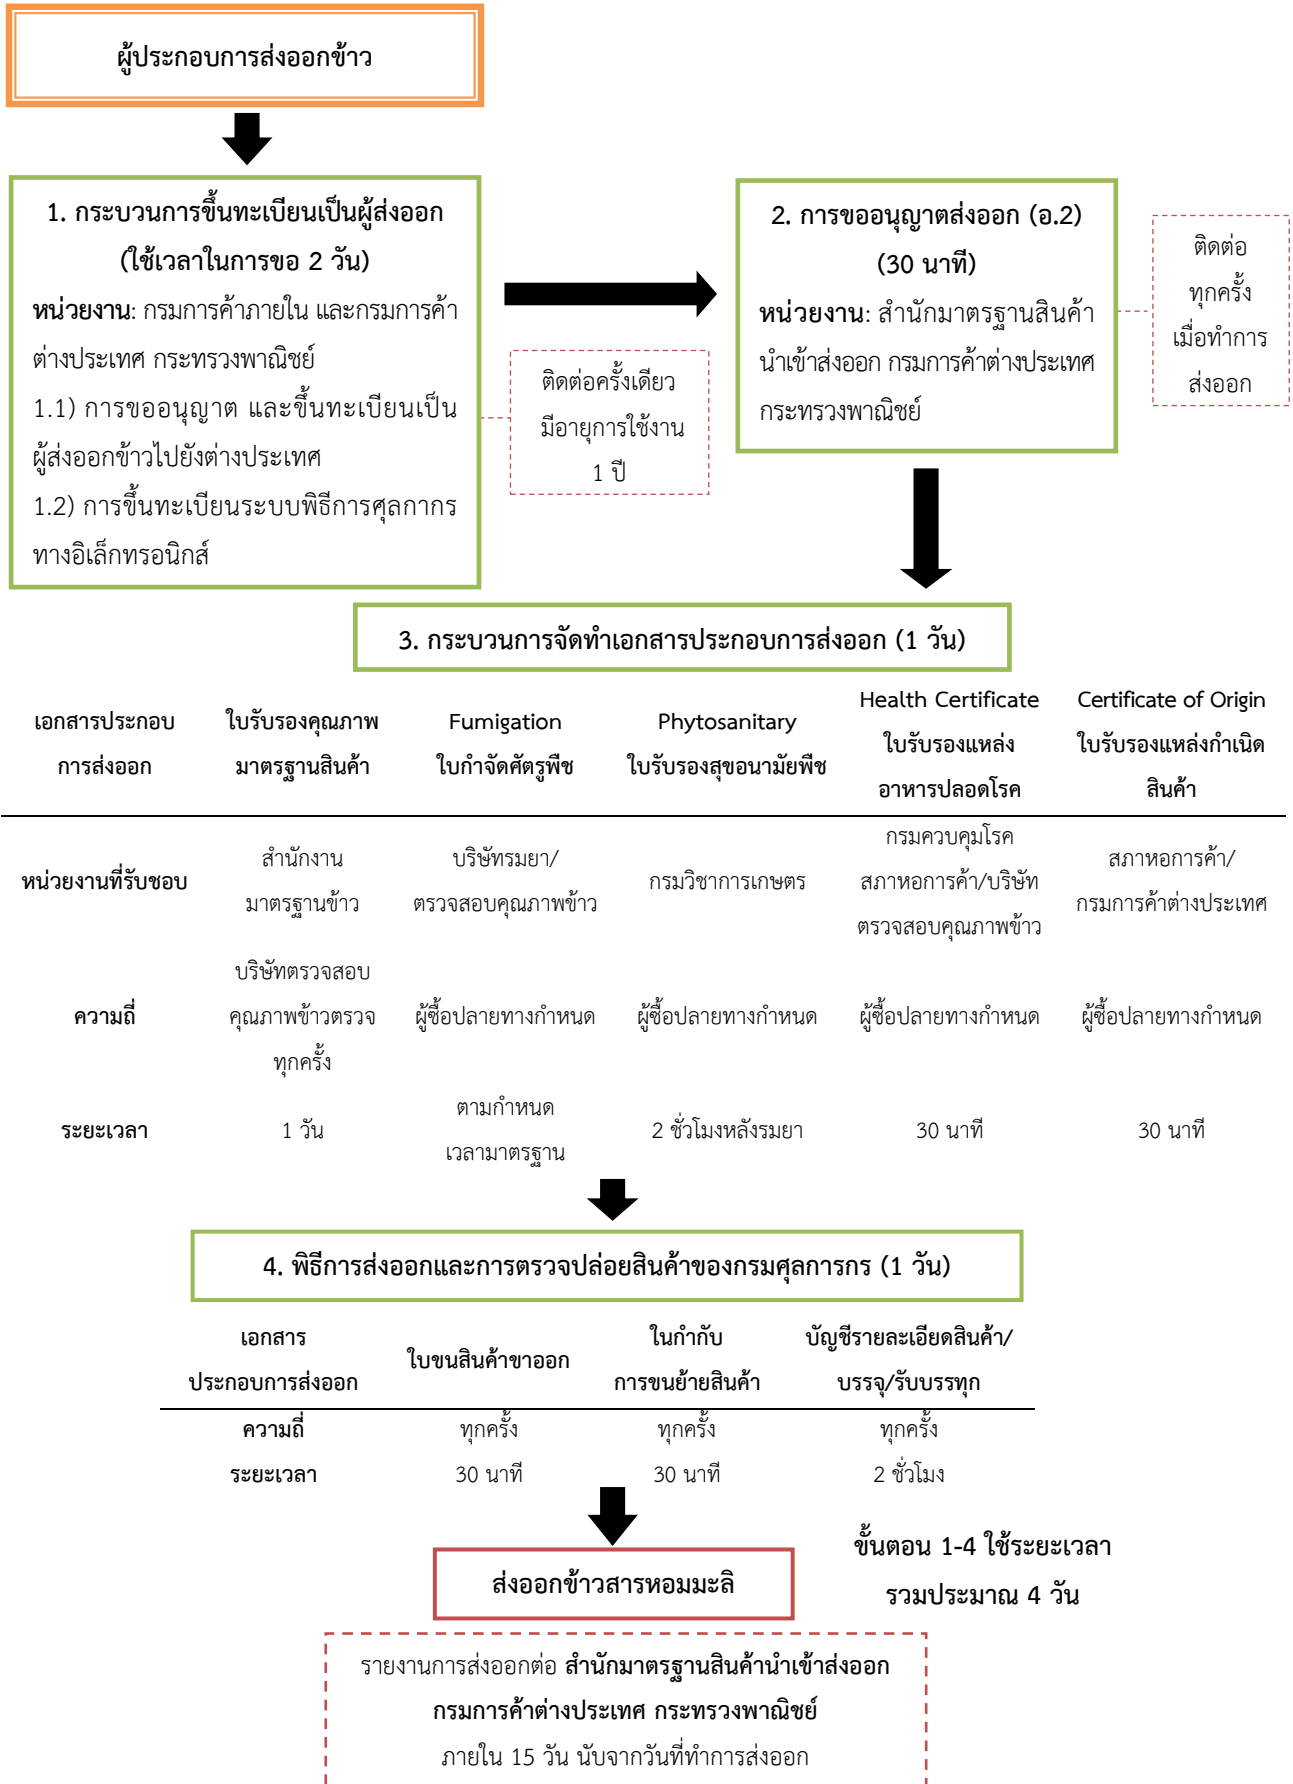 ผู้ประกอบการส่งออกข้าว
1. กระบวนการขึ้นทะเบียนเป็นผู้ส่งออก
(ใช้เวลาในการขอ 2 วัน)
หน่วยงาน: กรมการค้าภายใน และกรมการค้า
ต่างประเทศ กระทรวงพาณิชย์
1.1) การขออนุญาต และขึ้นทะเบียนเป็น
ผู้ส่งออกข้าวไปยังต่างประเทศ
1.2) การขึ้นทะเบียนระบบพิธีการศุลกากร
ทางอิเล็กทรอนิกส์
ติดต่อครั้งเดียว
มีอายุการใช้งาน
1 ปี
2. การขออนุญาตส่งออก (อ.2)
(30 นาที)
หน่วยงาน: สำนักมาตรฐานสินค้า
นำเข้าส่งออก กรมการค้าต่างประเทศ
กระทรวงพาณิชย์
ติดต่อ
ทุกครั้ง
เมื่อทำการ
ส่งออก
3. กระบวนการจัดทำเอกสารประกอบการส่งออก (1 วัน)
เอกสารประกอบ
การส่งออก
ใบรับรองคุณภาพ
มาตรฐานสินค้า
Fumigation
ใบกำจัดศัตรูพืช
Phytosanitary
ใบรับรองสุขอนามัยพืช
Health Certificate
ใบรับรองแหล่ง
อาหารปลอดโรค
Certificate of Origin
ใบรับรองแหล่งกำเนิด
สินค้า
หน่วยงานที่รับชอบ
สำนักงาน
มาตรฐานข้าว
บริษัทรมยา/
ตรวจสอบคุณภาพข้าว
กรมวิชาการเกษตร
กรมควบคุมโรค
สภาหอการค้า/บริษัท
ตรวจสอบคุณภาพข้าว
สภาหอการค้า/
กรมการค้าต่างประเทศ
ความถี่
บริษัทตรวจสอบ
คุณภาพข้าวตรวจ
ทุกครั้ง
ผู้ซื้อปลายทางกำหนด
ผู้ซื้อปลายทางกำหนด
ผู้ซื้อปลายทางกำหนด
ผู้ซื้อปลายทางกำหนด
ระยะเวลา
1 วัน
ตามกำหนด
เวลามาตรฐาน
2 ชั่วโมงหลังรมยา
30 นาที
30 นาที
4. พิธีการส่งออกและการตรวจปล่อยสินค้าของกรมศุลการกร (1 วัน)
เอกสาร
ประกอบการส่งออก
ใบขนสินค้าขาออก
ในกำกับ
การขนย้ายสินค้า
บัญชีรายละเอียดสินค้า/
บรรจุ/รับบรรทุก
ความถี่
ทุกครั้ง
ทุกครั้ง
ทุกครั้ง
ระยะเวลา
30 นาที
30 นาที
2 ชั่วโมง
ส่งออกข้าวสารหอมมะลิ
ขั้นตอน 1-4 ใช้ระยะเวลา
รวมประมาณ 4 วัน
รายงานการส่งออกต่อ สำนักมาตรฐานสินค้านำเข้าส่งออก
กรมการค้าต่างประเทศ กระทรวงพาณิชย์
ภายใน 15 วัน นับจากวันที่ทำการส่งออก